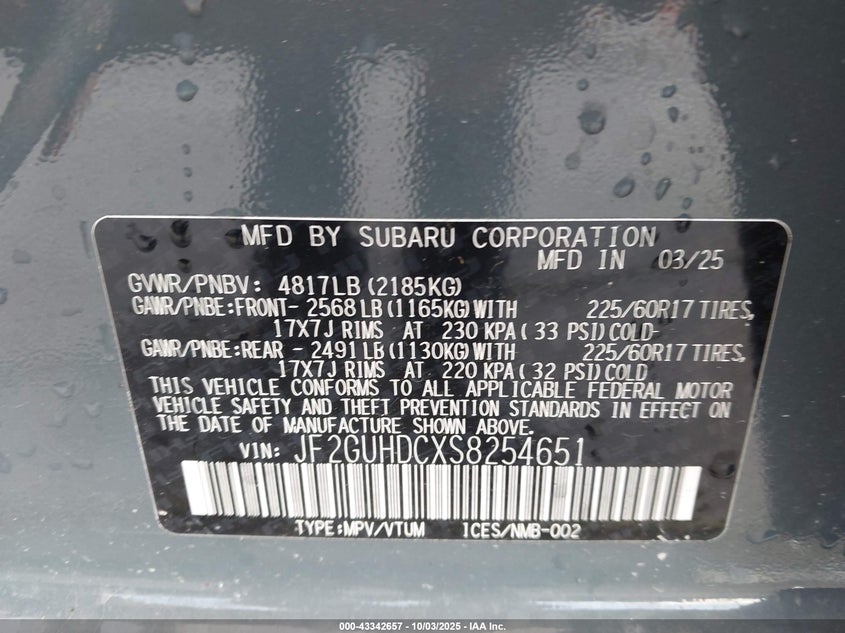 MFD BY SUBARU CORPORATION
MFD IN 03/25
GVWR/PNBV: 4817LB (2185KG)
GAWR/PNBE:FRONT- 2568LB (1165KG)WITH 225/60R17 TIRES,
17X7J RIMS AT 230 KPA ( 33 PSI)COLD-
GAWR/PNBE:REAR - 2491LB (1130KG)WITH 225/60R17 TIRES,
17X7J RIMS AT 220 KPA ( 32 PSI)COLD
THIS VEHICLE CONFORMS TO ALL APPLICABLE FEDERAL MOTOR
VEHICLE SAFETY AND THEFT PREVENTION STANDARDS IN EFFECT ON
THE DATE OF MANUFACTURE SHOWN ABOVE.
VIN: JF2GUHDCXS8254651
TYPE:MPV/VTUM ICES/NMB-002
000-43342657 - 10/03/2025 - IAA Inc.